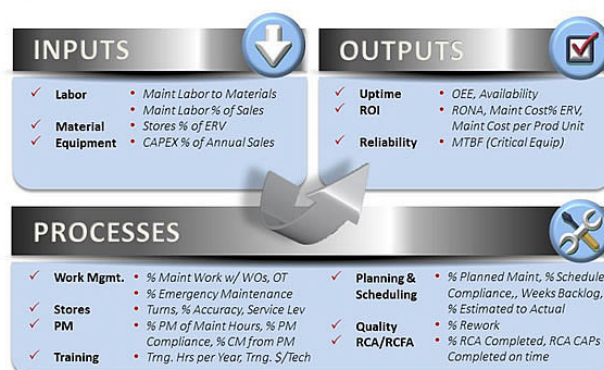 INPUTS
Labor • Maint Labor to Materials
• Maint Labor % of Sales
Material • Stores % of ERV
Equipment • CAPEX % of Annual Sales
OUTPUTS
Uptime • OEE, Availability
ROI • RONA, Maint Cost% ERV,
Maint Cost per Prod Unit
Reliability • MTBF (Critical Equip)
PROCESSES
Work Mgmt. • % Maint Work w/ WOs, OT
• % Emergency Maintenance
Stores • Turns, % Accuracy, Service Lev
PM • % PM of Maint Hours, % PM
Compliance, % CM from PM
Training • Trng. Hrs per Year, Trng. $/Tech
Planning & • % Planned Maint, % Schedule
Scheduling Compliance,, Weeks Backlog,
% Estimated to Actual
Quality • % Rework
RCA/RCFA • % RCA Completed, RCA CAPs
Completed on time